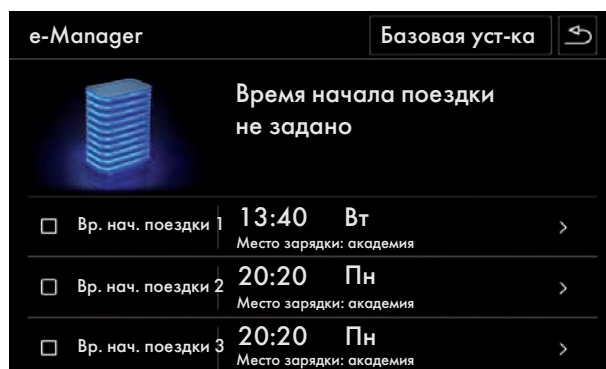 e-Manager
Базовая уст-ка
Время начала поездки
не задано
Вр. нач. поездки 1
13:40 Вт
Место зарядки: академия
Вр. нач. поездки 2
20:20 Пн
Место зарядки: академия
Вр. нач. поездки 3
20:20 Пн
Место зарядки: академия